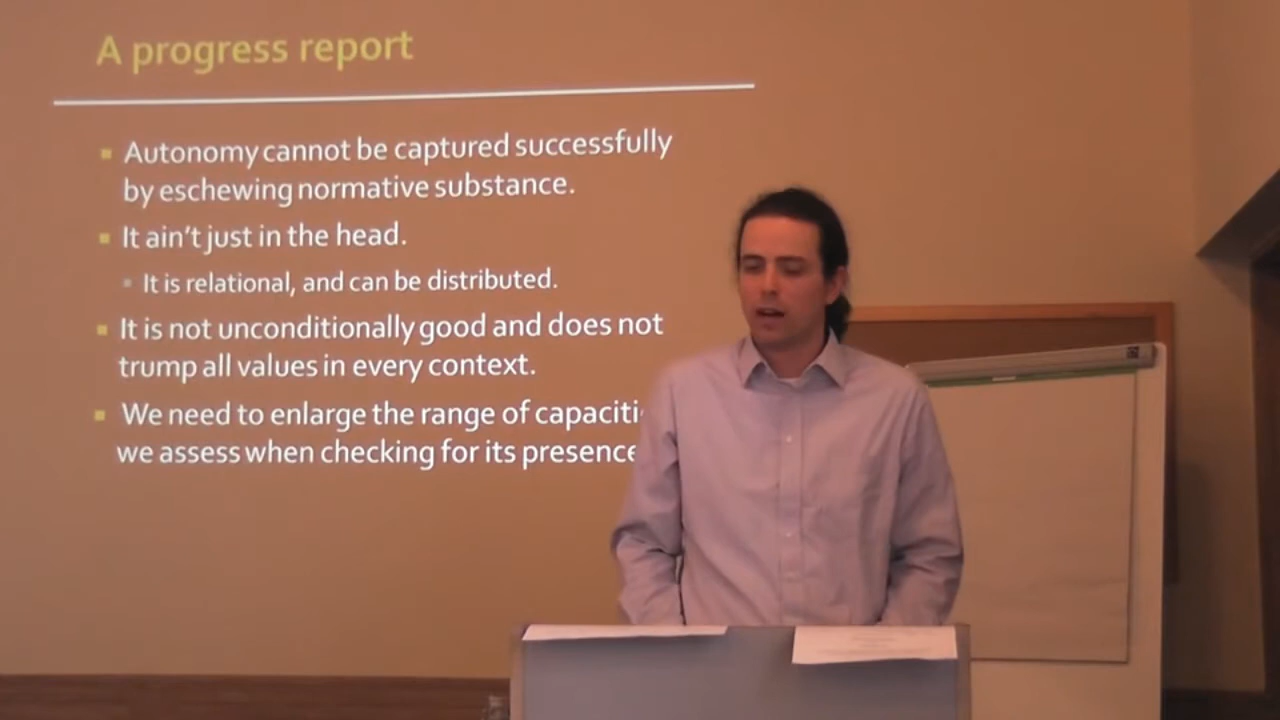 A progress report
Autonomy cannot be captured successfully
by eschewing normative substance.
It ain't just in the head.
It is relational, and can be distributed.
It is not unconditionally good and does not
trump all values in every context.
We need to enlarge the range of capaciti
we assess when checking for its presence